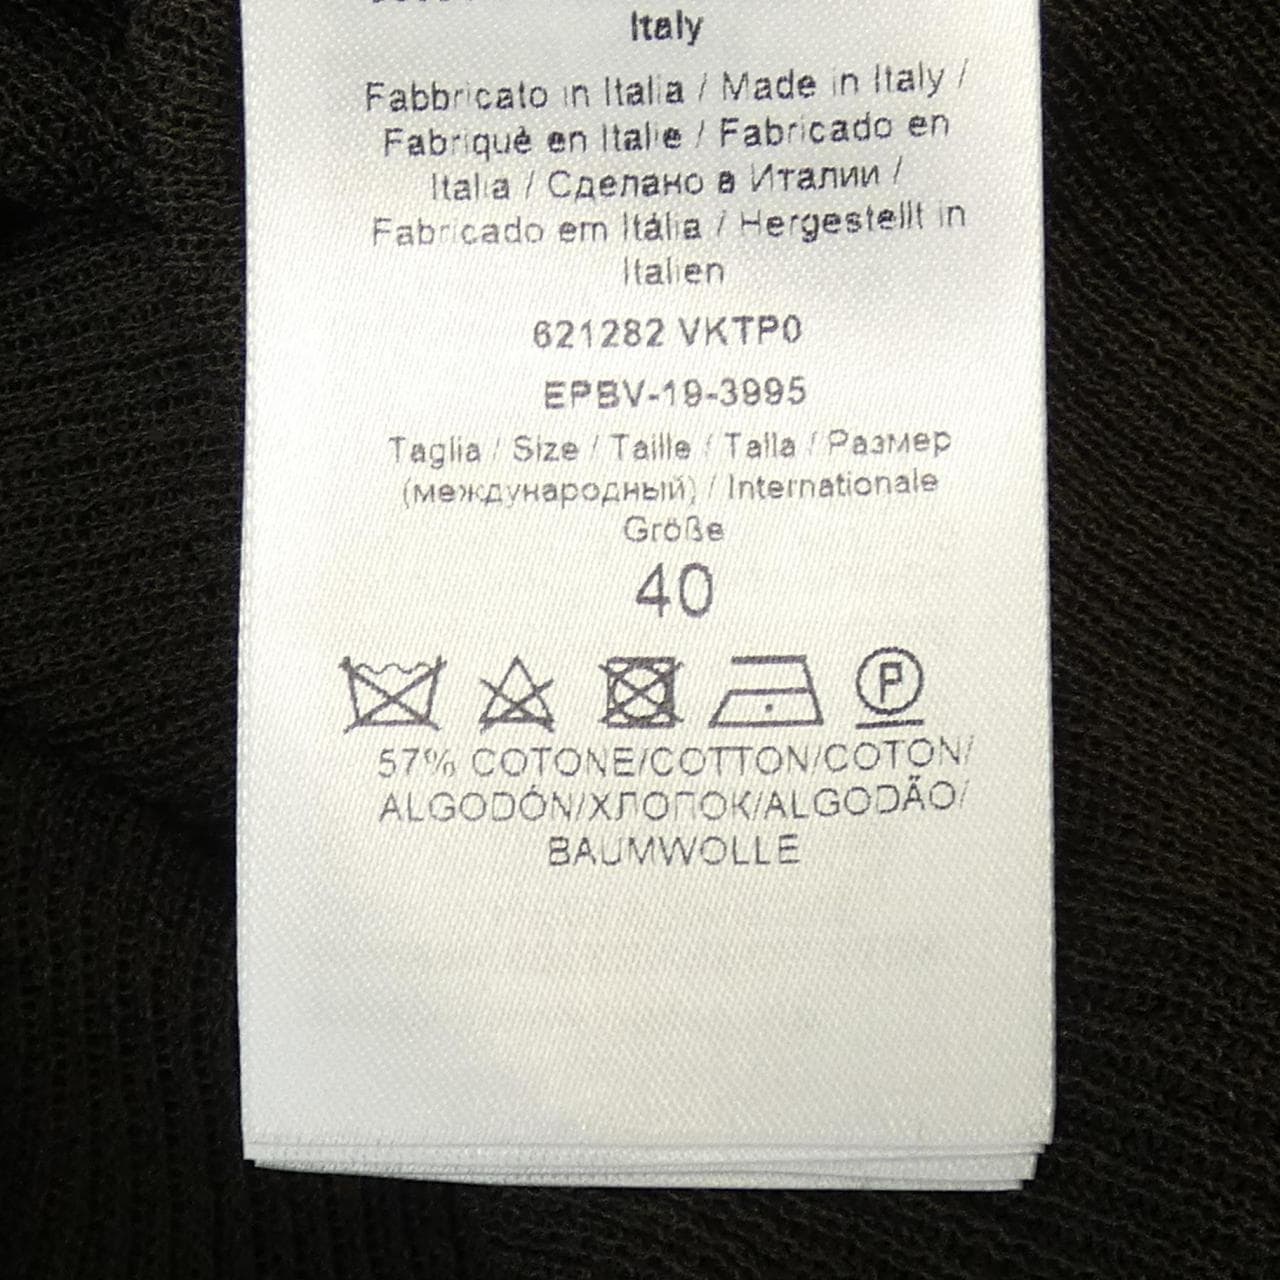 Italy
Fabbricato in Italia / Made in Italy /
Fabriqué en Italie / Fabricado en
Italia / Сделано в Италии /
Fabricado em Itália / Hergestellt in
Italien
621282 VKTP0
EPBV-19-3995
Taglia / Size / Taille / Talla / Размер
(международный) / Internationale
Größe
40
P
57% COTONE/COTTON/COTON/
ALGODÓN/ХЛОПОК/ALGODÃO/
BAUMWOLLE